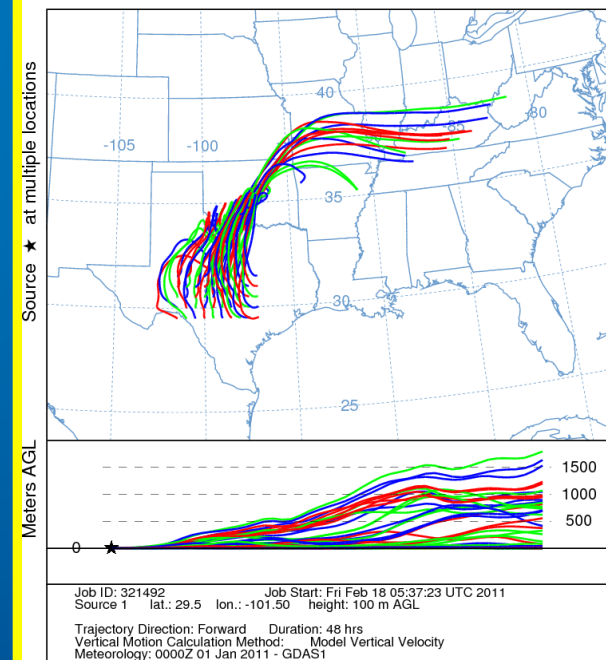 Source ★ at multiple locations
40
-105
-100
80
85
35
30
25
Meters AGL
1500
1000
500
0
Job ID: 321492 Job Start: Fri Feb 18 05:37:23 UTC 2011
Source 1 lat.: 29.5 lon.: -101.50 height: 100 m AGL
Trajectory Direction: Forward Duration: 48 hrs
Vertical Motion Calculation Method: Model Vertical Velocity
Meteorology: 0000Z 01 Jan 2011 - GDAS1